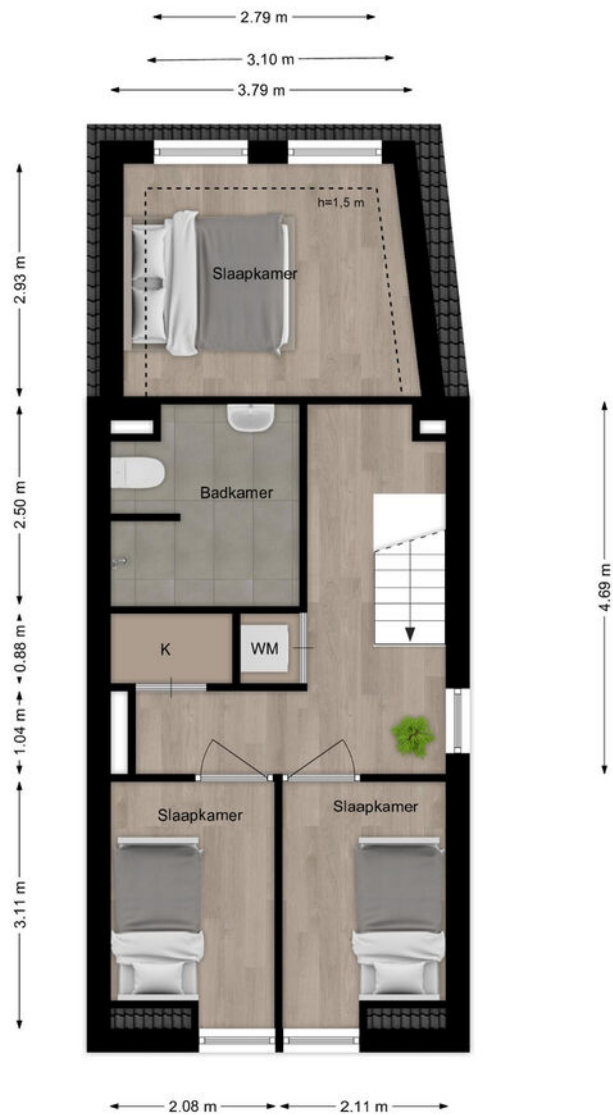 2.79 m
3.10 m
3.79 m
h=1,5 m
2.93 m
Slaapkamer
2.50 m
Badkamer
4.69 m
0.88 m
K
WM
1.04 m
Slaapkamer
Slaapkamer
3.11 m
2.08 m
2.11 m